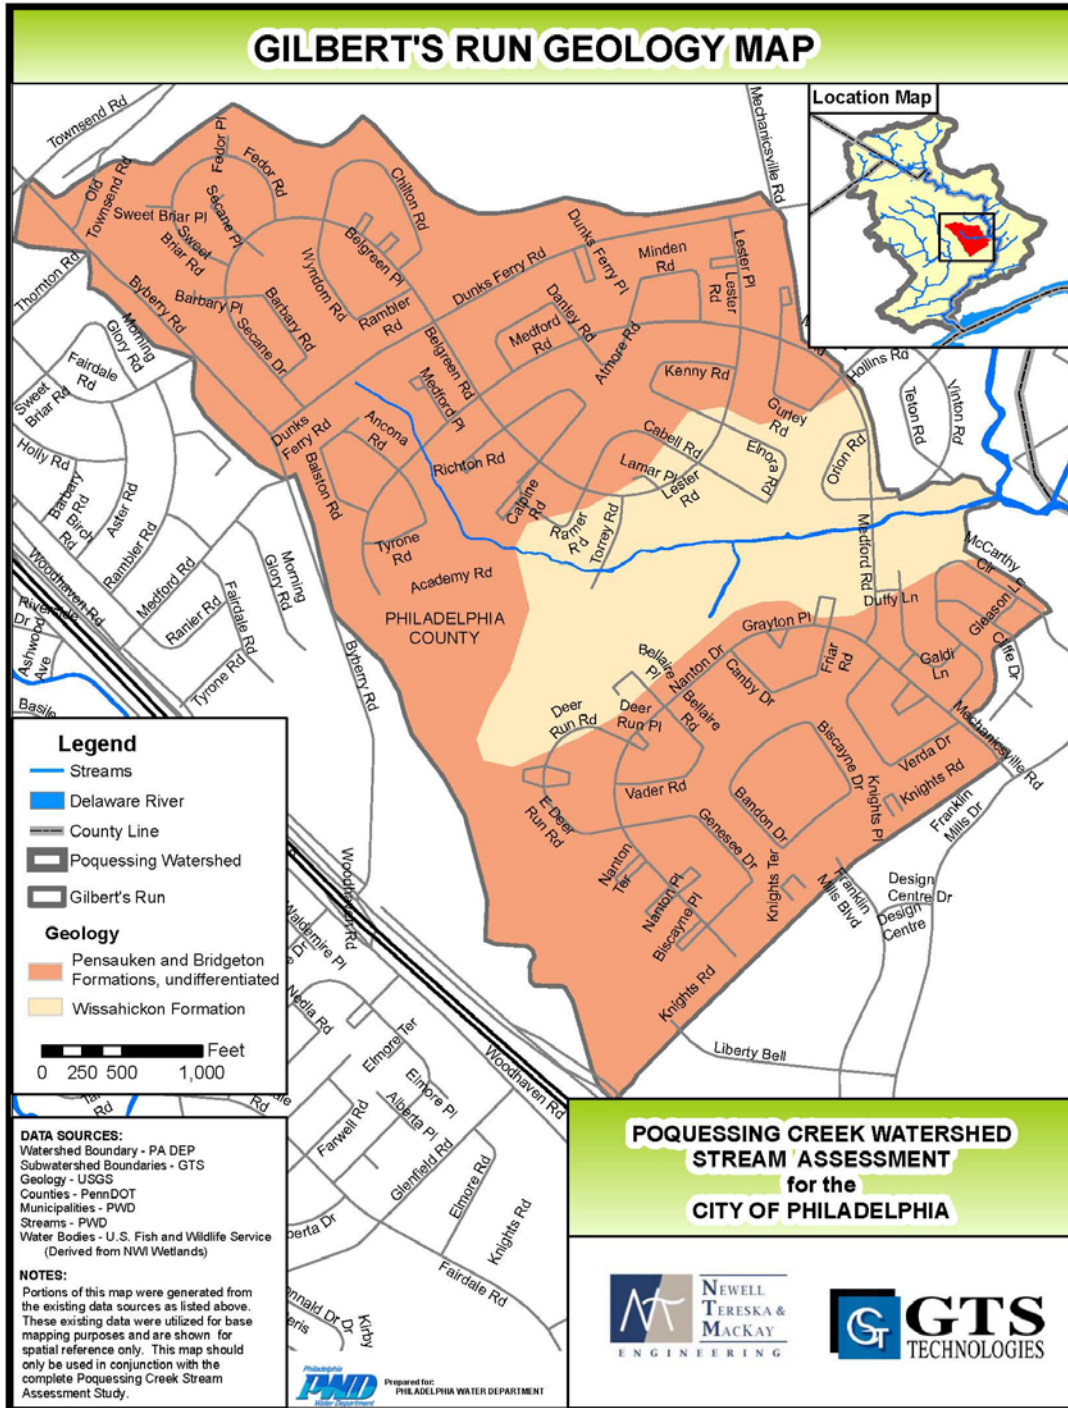 GILBERT'S RUN GEOLOGY MAP
Location Map
Townsend Rd
Old
Townsend Rd
Fedor Pl
Fedor Rd
Sweet Briar Pl
Secane Pl
Sweet
Briar Rd
Chilton Rd
Belgreen Pl
Wyndom Rd
Rambler
Rd
Dunks Ferry Rd
Dunks Ferry Pl
Minden
Rd
Lester Pl
Lester
Rd
Mechanicsville Rd
Thornton Rd
Byberry Rd
Barbary Pl
Barbary Rd
Secane Dr
Morning
Glory Rd
Fairdale
Rd
Sweet
Briar Rd
Holly Rd
Barbary
Rd
Birch
Rd
Aster Rd
Rambler Rd
Medford Rd
Ranier Rd
Fairdale Rd
Tyrone Rd
Morning
Glory Rd
Woodhaven Rd
Riverside
Dr
Ashwood
Ave
Basile
Dunks
Ferry Rd
Balston Rd
Ancona
Rd
Medford Pl
Belgreen Rd
Medford
Rd
Danley Rd
Atmore Rd
Kenny Rd
Gurley
Rd
Hollins Rd
Teton Rd
Vinton Rd
Richton Rd
Calpine
Rd
Ramer
Rd
Torrey Rd
Cabell Rd
Lamar Pl
Lester
Rd
Elnora
Rd
Orion Rd
Medford Rd
Tyrone
Rd
Academy Rd
PHILADELPHIA
COUNTY
Byberry Rd
McCarthy
Cir
Duffy Ln
Gleason Ln
Cliffe Dr
Galdi
Ln
Grayton Pl
Friar
Rd
Canby Dr
Nanton Dr
Bellaire
Pl
Bellaire
Rd
Deer
Run Rd
Deer
Run Pl
E Deer
Run Rd
Vader Rd
Genesee Dr
Bandon Dr
Biscayne Dr
Verda Dr
Knights Rd
Knights Pl
Knights Ter
Mechanicsville Rd
Franklin
Mills Dr
Franklin
Mills Blvd
Design
Centre Dr
Design
Centre
Nanton
Ter
Nanton Pl
Biscayne Pl
Knights Rd
Liberty Bell
Woodhaven Rd
Waldemire Pl
Dr
Nedla Rd
Elmore Ter
Elmore Pl
Alberta Pl
Farwell Rd
Glenfield Rd
Elmore Rd
Knights Rd
Woodhaven Rd
Fairdale Rd
Rd
Rd
perta Dr
onnald Dr
eris
Dr
Kirby
Legend
Streams
Delaware River
County Line
Poquessing Watershed
Gilbert's Run
Geology
Pensauken and Bridgeton
Formations, undifferentiated
Wissahickon Formation
Feet
0 250 500 1,000
DATA SOURCES:
Watershed Boundary - PA DEP
Subwatershed Boundaries - GTS
Geology - USGS
Counties - PennDOT
Municipalities - PWD
Streams - PWD
Water Bodies - U.S. Fish and Wildlife Service
(Derived from NWI Wetlands)
NOTES:
Portions of this map were generated from
the existing data sources as listed above.
These existing data were utilized for base
mapping purposes and are shown for
spatial reference only. This map should
only be used in conjunction with the
complete Poquessing Creek Stream
Assessment Study.
Philadelphia
PWD
Water Department
Prepared for:
PHILADELPHIA WATER DEPARTMENT
POQUESSING CREEK WATERSHED
STREAM ASSESSMENT
for the
CITY OF PHILADELPHIA
NEWELL
TERESKA &
MACKAY
ENGINEERING
GTS
TECHNOLOGIES